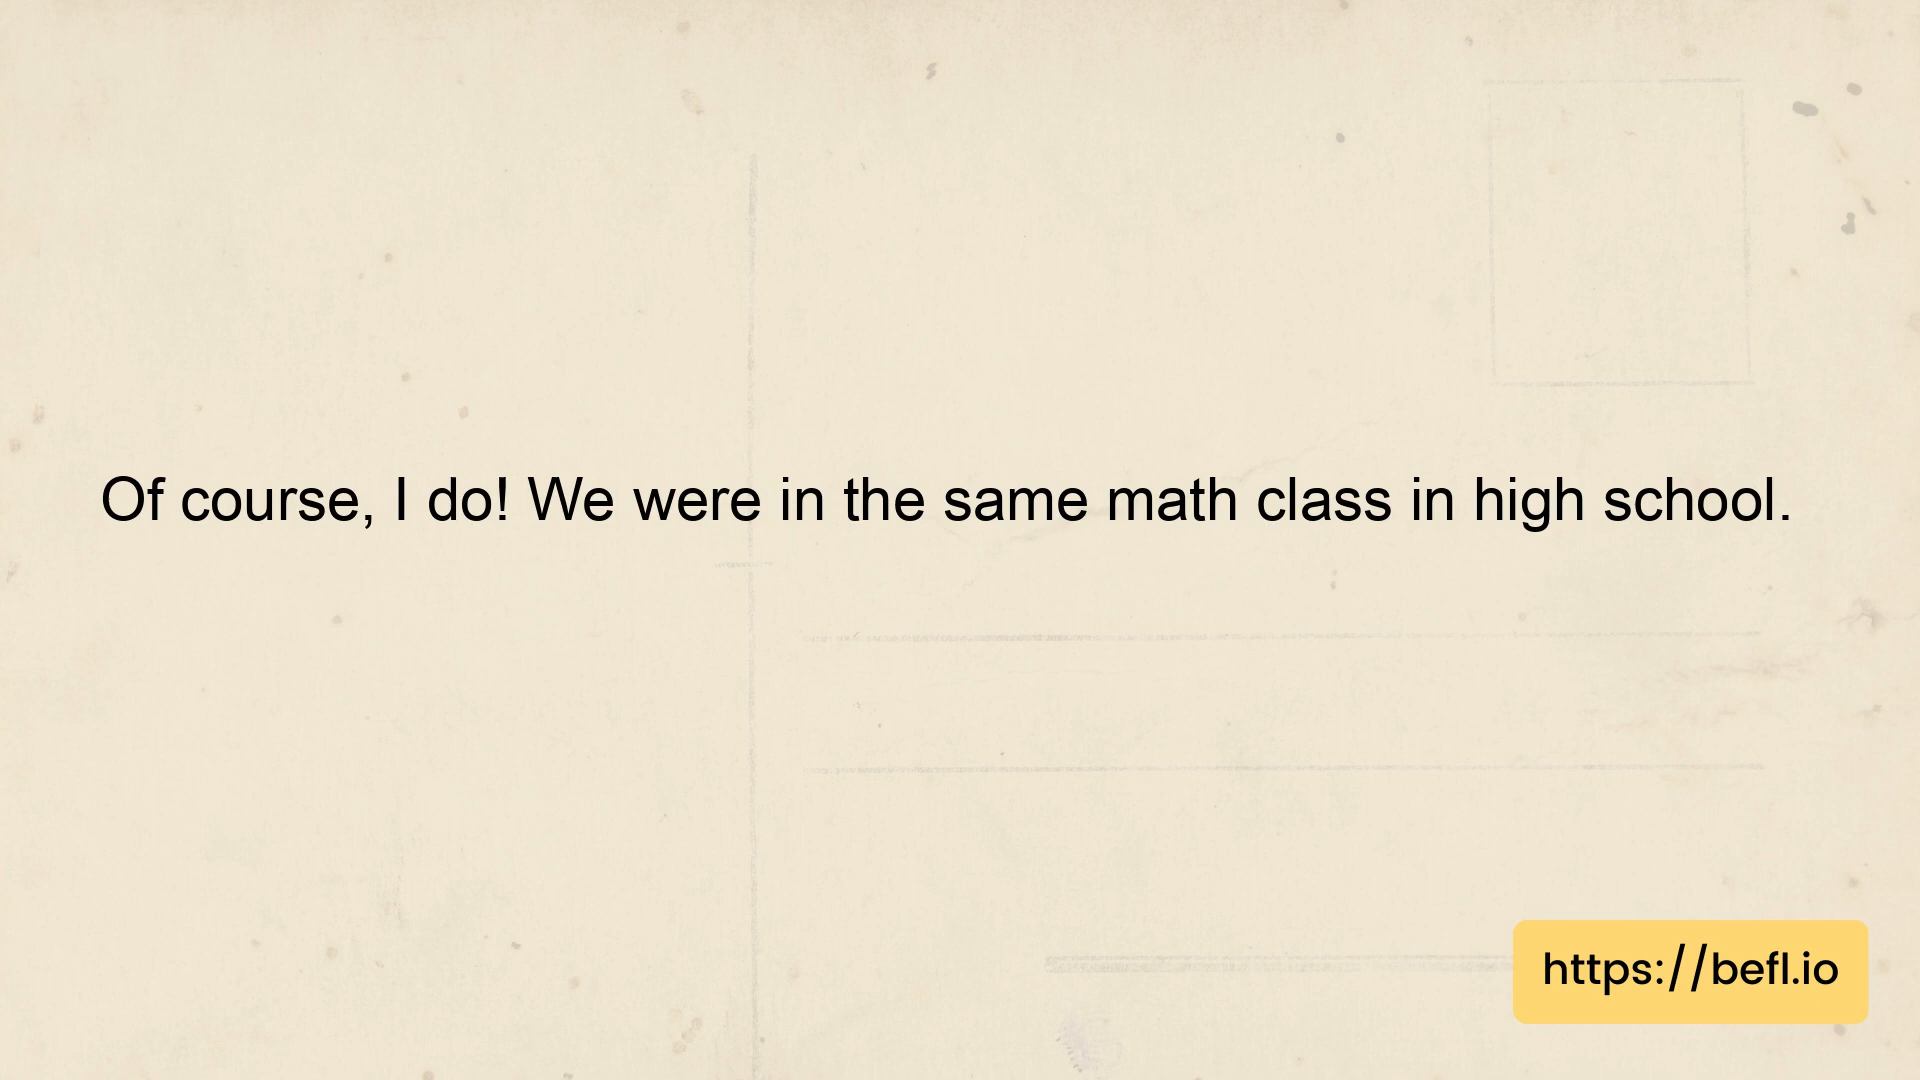 Of course, I do! We were in the same math class in high school.
https://befl.io